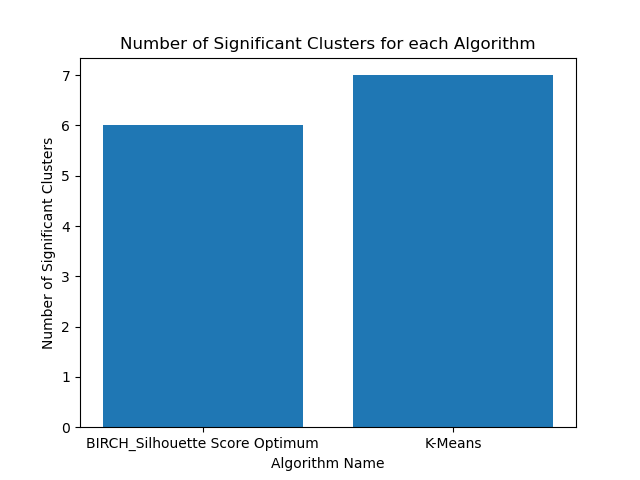 Number of Significant Clusters for each Algorithm
Number of Significant Clusters
7
6
5
4
3
2
1
0
BIRCH_Silhouette Score Optimum K-Means
Algorithm Name